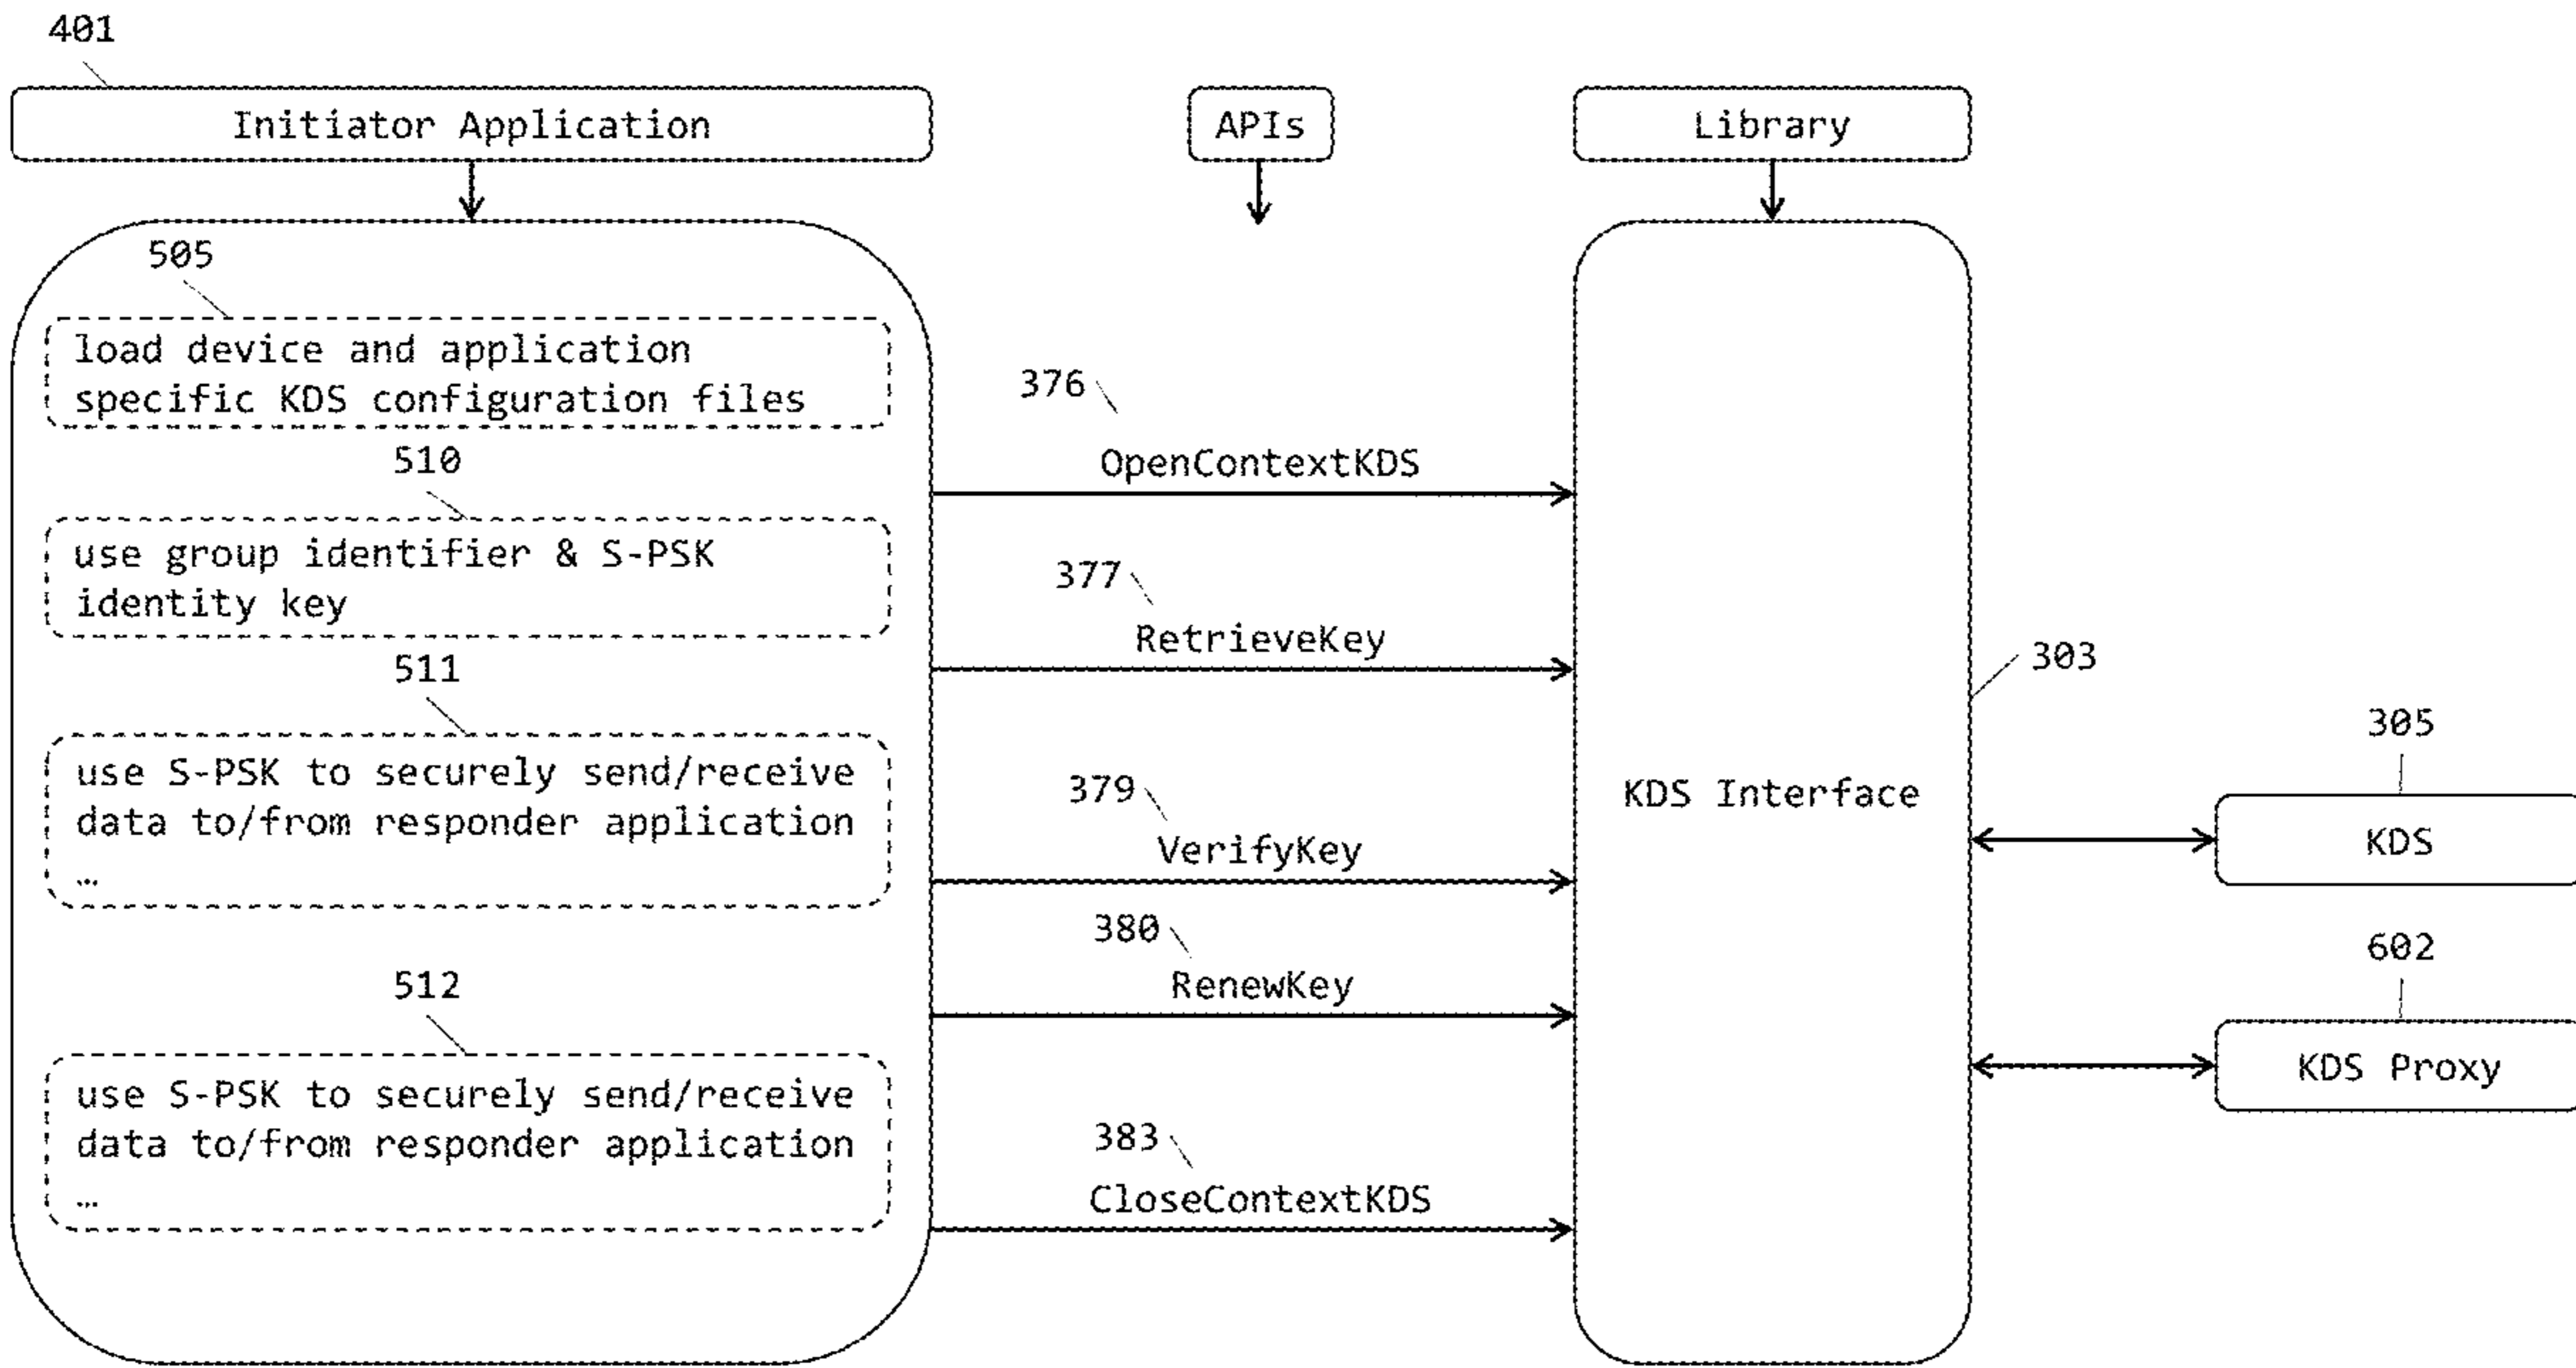 401
Initiator Application
APIs
Library
505
load device and application
specific KDS configuration files
510
use group identifier & S-PSK
identity key
511
use S-PSK to securely send/receive
data to/from responder application
…
512
use S-PSK to securely send/receive
data to/from responder application
…
376
OpenContextKDS
377
RetrieveKey
379
VerifyKey
380
RenewKey
383
CloseContextKDS
KDS Interface
303
305
KDS
602
KDS Proxy